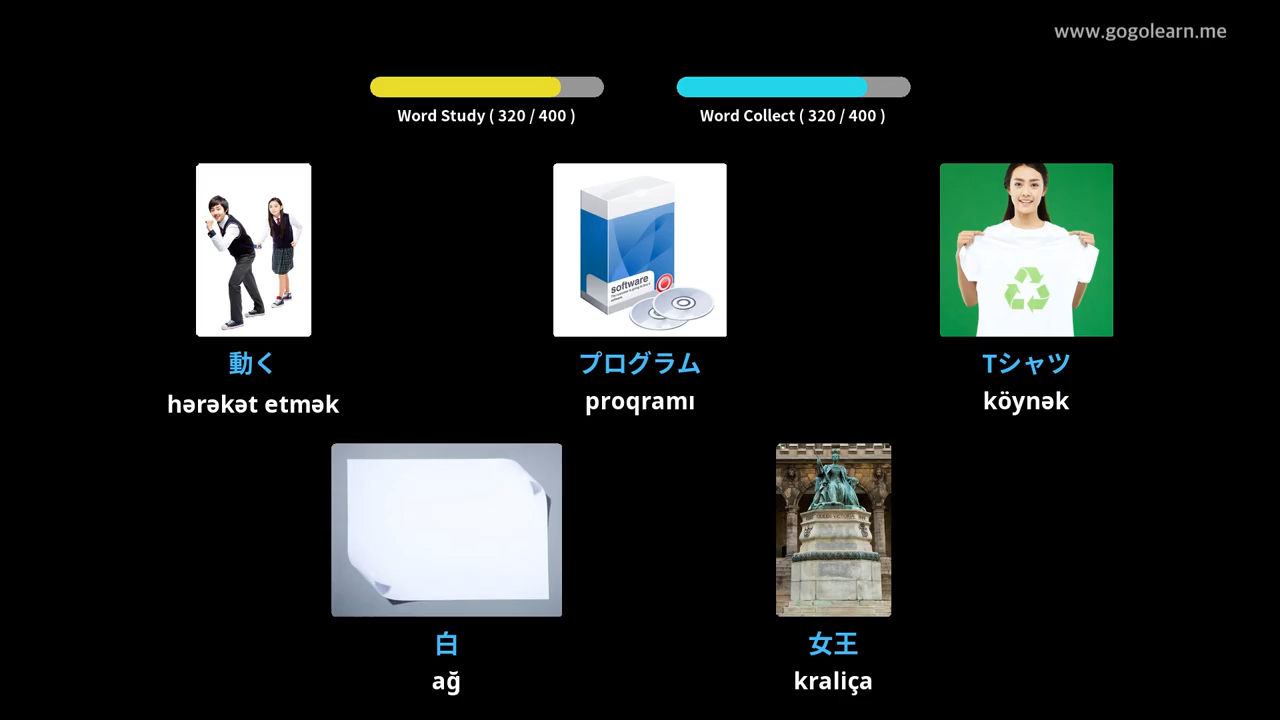 www.gogolearn.me
Word Study ( 320 / 400 )
Word Collect ( 320 / 400 )
software
動く
プログラム
Tシャツ
hərəkət etmək
proqramı
köynək
白
女王
ağ
kraliça